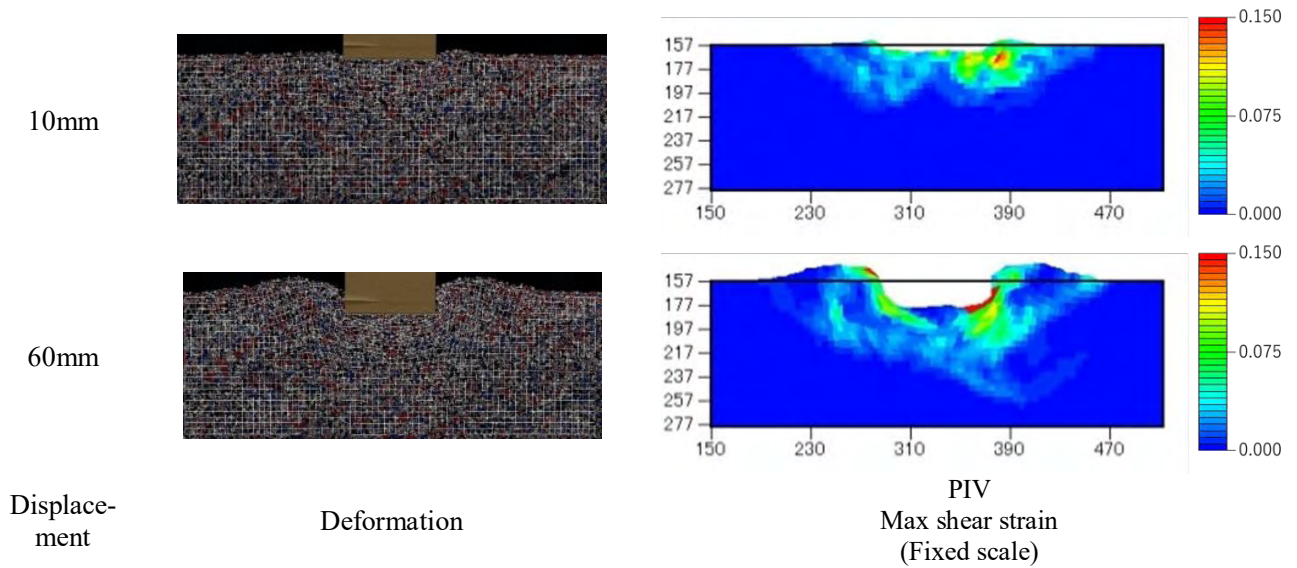 10mm
0.150
0.075
0.000
157
177
197
217
237
257
277
150 230 310 390 470
60mm
0.150
0.075
0.000
157
177
197
217
237
257
277
150 230 310 390 470
Displace-
ment
Deformation
PIV
Max shear strain
(Fixed scale)